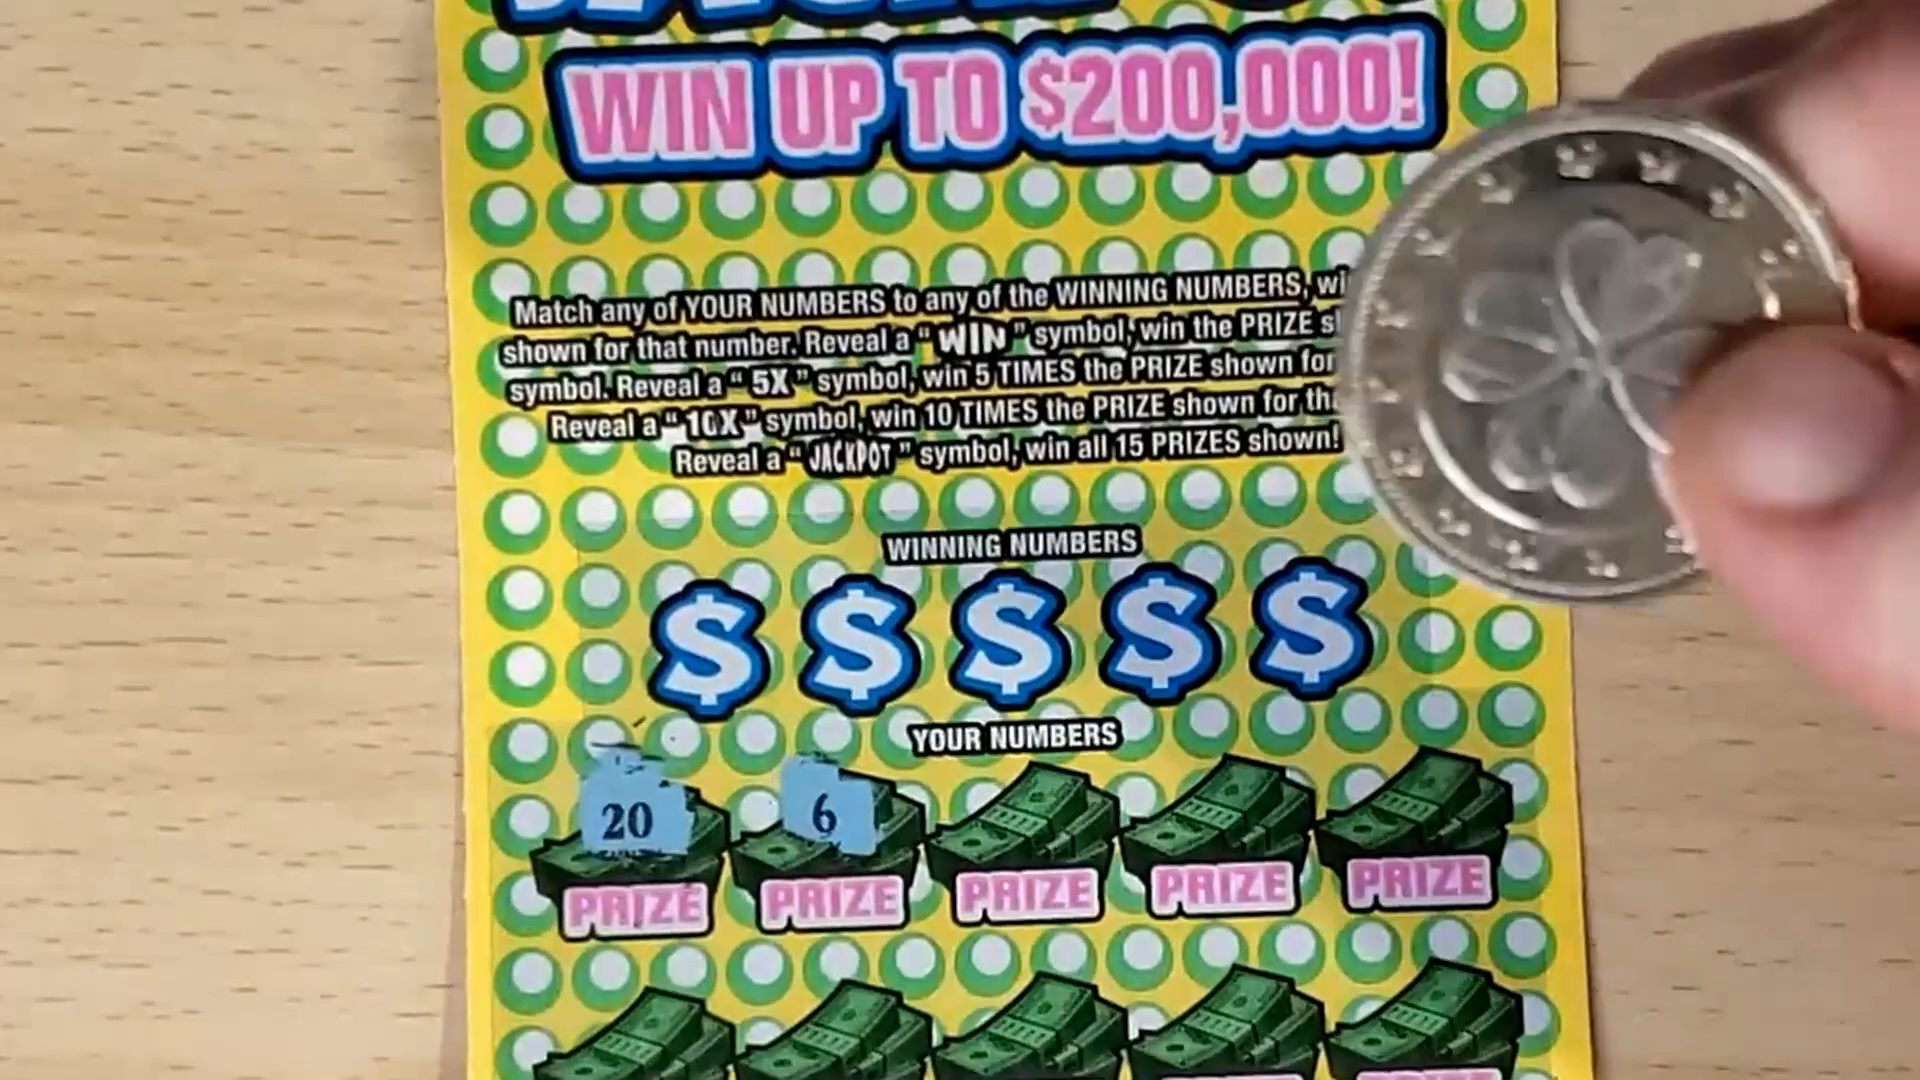 WIN UP TO $200,000!
Match any of YOUR NUMBERS to any of the WINNING NUMBERS,
shown for that number. Reveal a "WIN" symbol, win the PRIZE
symbol. Reveal a "5X" symbol, win 5 TIMES the PRIZE shown for
Reveal a "10X" symbol, win 10 TIMES the PRIZE shown for
Reveal a "JACKPOT" symbol, win all 15 PRIZES shown!
WINNING NUMBERS
$ $ $ $ $
YOUR NUMBERS
20 6
PRIZE PRIZE PRIZE PRIZE PRIZE